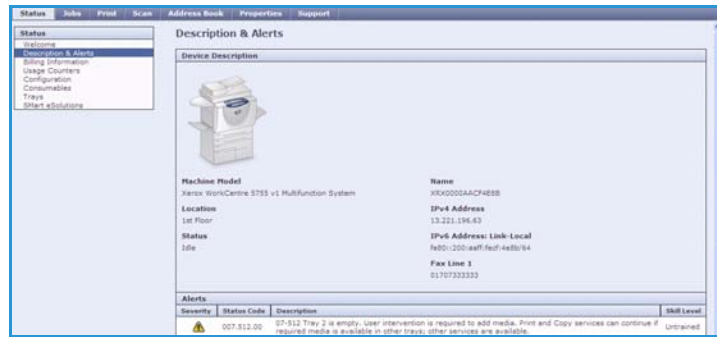 Status Jobs Print Scan Address Book Properties Support
Status
Welcome
Description & Alerts
Billing Information
Usage Counters
Configuration
Consumables
Trays
SMart eSolutions
Description & Alerts
Device Description
Machine Model
Xerox WorkCentre 5755 v1 Multifunction System
Name
Location
1st Floor
IPv4 Address
13.221.196.63
Status
Idle
IPv6 Address: Link-Local
Fax Line 1
01707333333
Alerts
Severity Status Code Description Skill Level
007.512.00 07-512 Tray 2 is empty. User intervention is required to add media. Print and Copy services can continue if
required media is available in other trays; other services are available.
Untrained